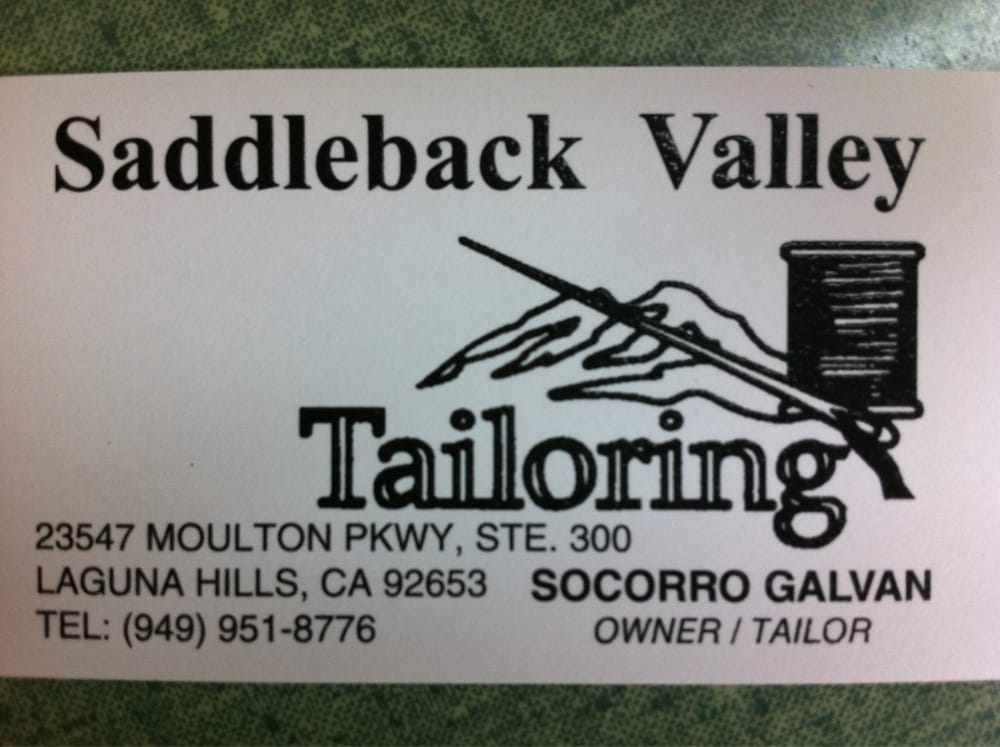 Saddleback Valley
Tailoring
23547 MOULTON PKWY, STE. 300
LAGUNA HILLS, CA 92653
TEL: (949) 951-8776
SOCORRO GALVAN
OWNER / TAILOR